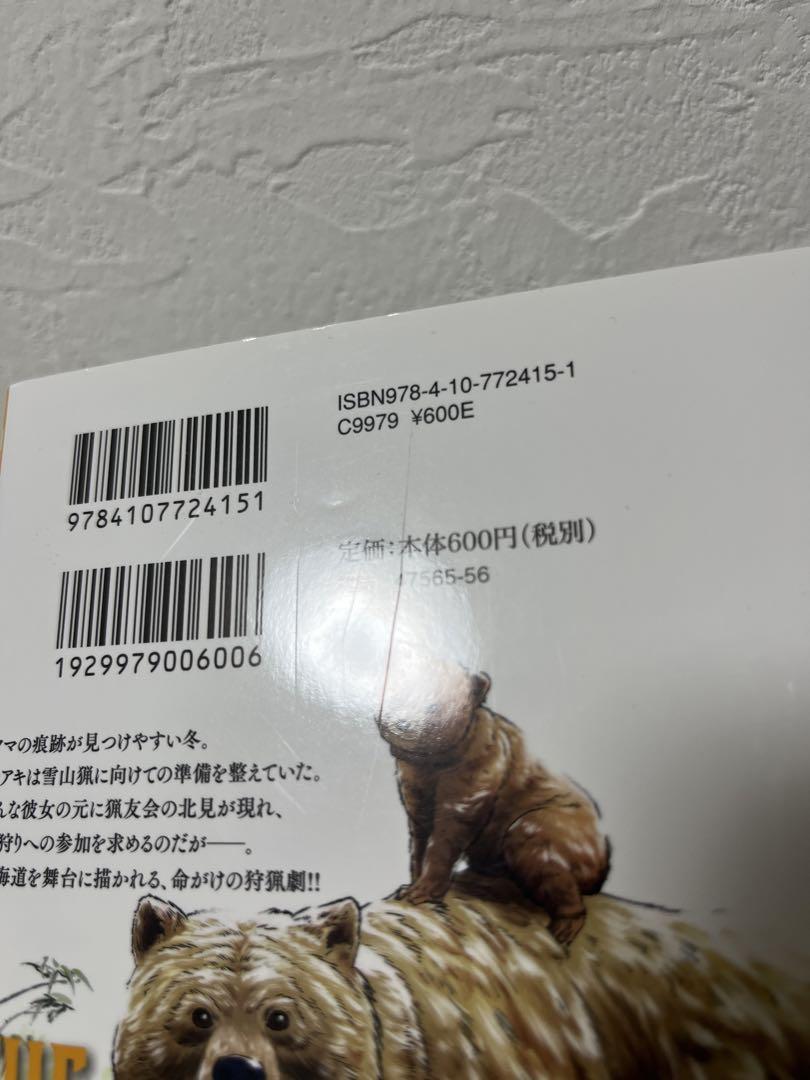 ISBN978-4-10-772415-1
C9979 ¥600E
9784107724151
定価:本体600円(税別)
47565-56
1929979006006
マの痕跡が見つけやすい冬。
アキは雪山猟に向けての準備を整えていた。
な彼女の元に猟友会の北見が現れ、
狩りへの参加を求めるのだが――。
海道を舞台に描かれる、命がけの狩猟劇!!